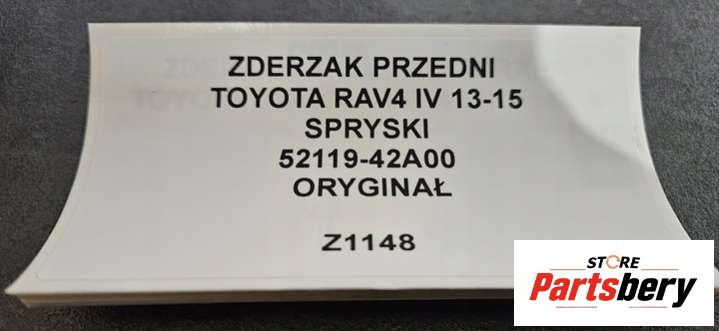 ZDERZAK PRZEDNI
TOYOTA RAV4 IV 13-15
SPRYSKI
52119-42A00
ORYGINAŁ
Z1148
STORE
Partsbery